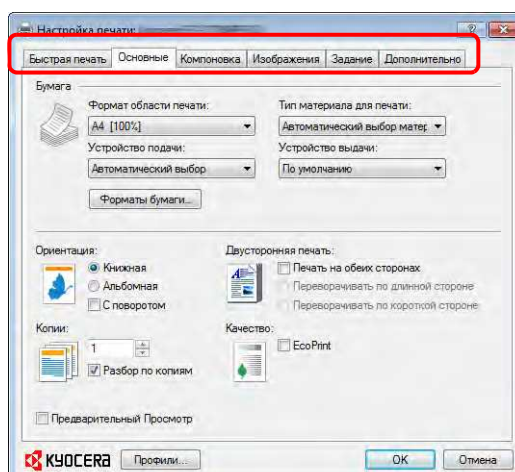 Настройка печати:
Быстрая печать Основные Компоновка Изображения Задание Дополнительно
Бумага
Формат области печати: Тип материала для печати:
A4 [100%] Автоматический выбор матер
Устройство подачи: Устройство выдачи:
Автоматический выбор По умолчанию
Форматы бумаги...
Ориентация: Двусторонняя печать:
Книжная Печать на обеих сторонах
Альбомная Переворачивать по длинной стороне
С поворотом Переворачивать по короткой стороне
Копии: Качество:
1 EcoPrint
Разбор по копиям
Предварительный Просмотр
KYOCERA Профили... OK Отмена